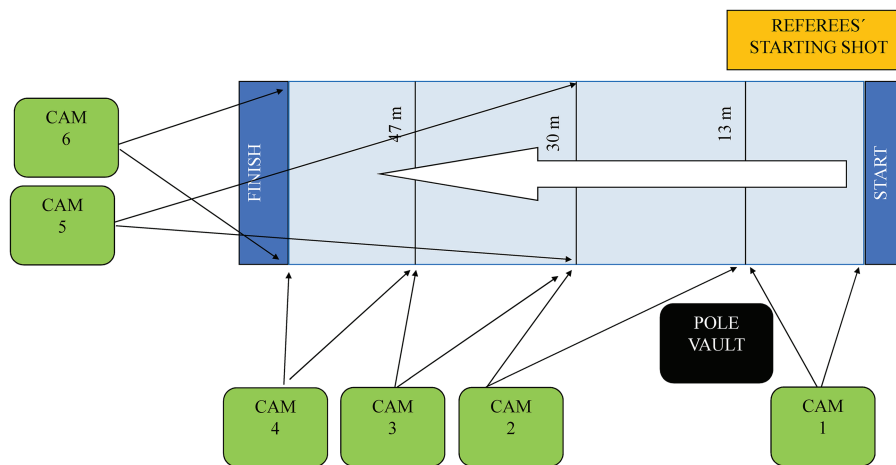 REFEREES´
STARTING SHOT
CAM
6
CAM
5
FINISH
47 m
30 m
13 m
START
POLE
VAULT
CAM
4
CAM
3
CAM
2
CAM
1